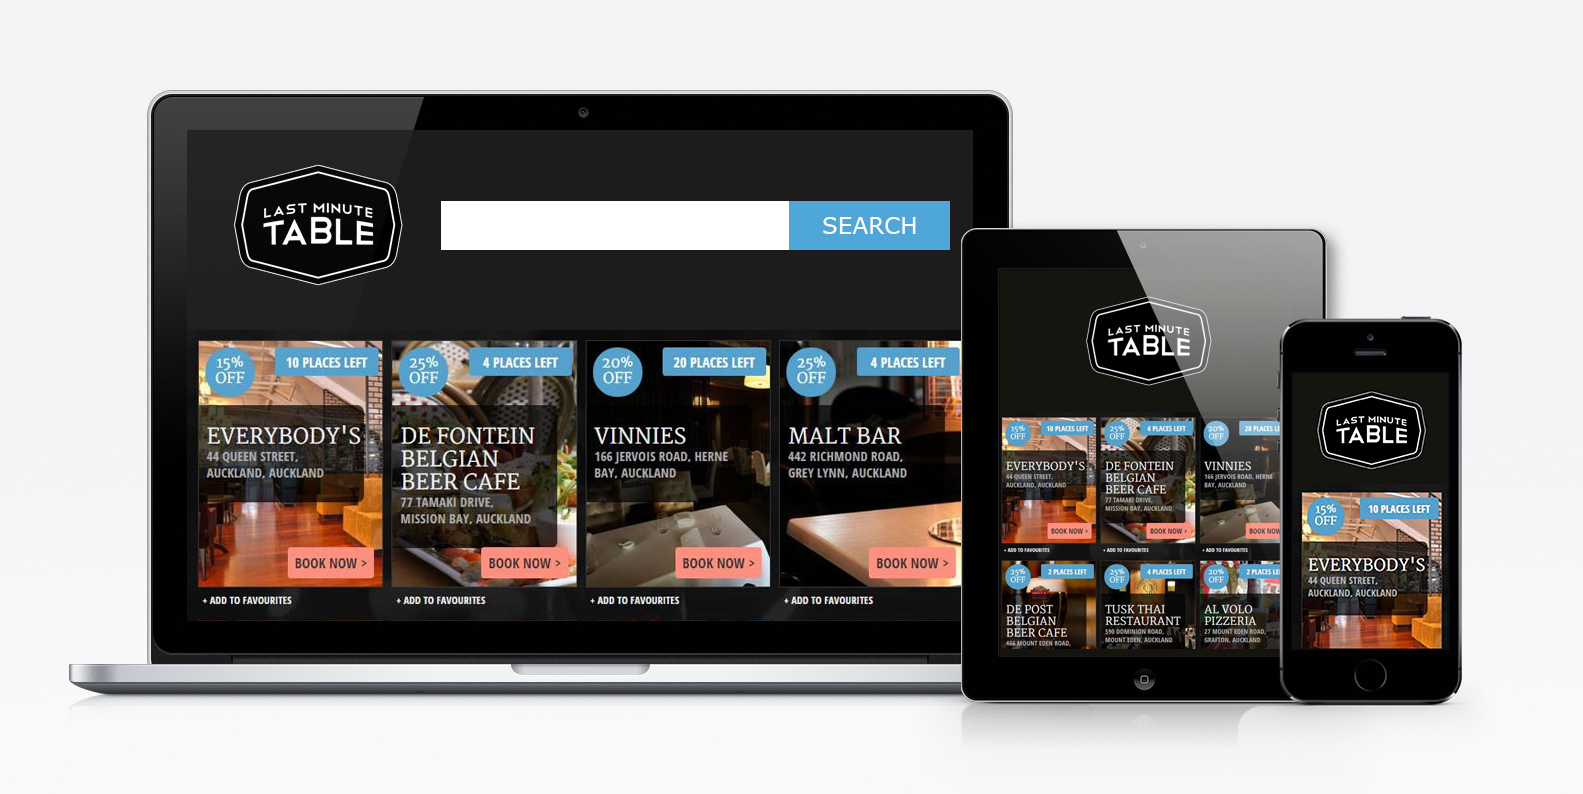 LAST MINUTE
TABLE
SEARCH
15%
OFF
10 PLACES LEFT
EVERYBODY'S
44 QUEEN STREET,
AUCKLAND, AUCKLAND
BOOK NOW >
+ ADD TO FAVOURITES
25%
OFF
4 PLACES LEFT
DE FONTEIN
BELGIAN
BEER CAFE
77 TAMAKI DRIVE,
MISSION BAY, AUCKLAND
BOOK NOW >
+ ADD TO FAVOURITES
20%
OFF
20 PLACES LEFT
VINNIES
166 JERVOIS ROAD, HERNE
BAY, AUCKLAND
BOOK NOW >
+ ADD TO FAVOURITES
25%
OFF
4 PLACES LEFT
MALT BAR
442 RICHMOND ROAD,
GREY LYNN, AUCKLAND
BOOK NOW >
+ ADD TO FAVOURITES
LAST MINUTE
TABLE
15%
OFF
10 PLACES LEFT
EVERYBODY'S
44 QUEEN STREET,
AUCKLAND, AUCKLAND
BOOK NOW >
+ ADD TO FAVOURITES
25%
OFF
4 PLACES LEFT
DE FONTEIN
BELGIAN
BEER CAFE
77 TAMAKI DRIVE,
MISSION BAY, AUCKLAND
BOOK NOW >
+ ADD TO FAVOURITES
20%
OFF
20 PLACES LE
VINNIES
166 JERVOIS ROAD, HERNE
BAY, AUCKLAND
BOOK NOW
+ ADD TO FAVOURITES
25%
OFF
2 PLACES LEFT
DE POST
BELGIAN
BEER CAFE
466 MOUNT EDEN ROAD,
25%
OFF
4 PLACES LEFT
TUSK THAI
RESTAURANT
590 DOMINION ROAD,
MOUNT EDEN, AUCKLAND
20%
OFF
2 PLACES LE
AL VOLO
PIZZERIA
27 MOUNT EDEN ROAD,
GRAFTON, AUCKLAND
LAST MINUTE
TABLE
15%
OFF
10 PLACES LEFT
EVERYBODY'S
44 QUEEN STREET,
AUCKLAND, AUCKLAND